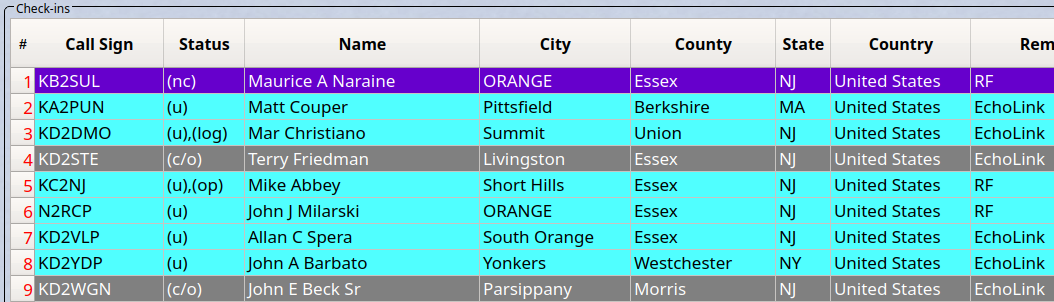 Check-ins
# Call Sign Status Name City County State Country Rem
1 KB2SUL (nc) Maurice A Naraine ORANGE Essex NJ United States RF
2 KA2PUN (u) Matt Couper Pittsfield Berkshire MA United States EchoLink
3 KD2DMO (u),(log) Mar Christiano Summit Union NJ United States EchoLink
4 KD2STE (c/o) Terry Friedman Livingston Essex NJ United States EchoLink
5 KC2NJ (u),(op) Mike Abbey Short Hills Essex NJ United States RF
6 N2RCP (u) John J Milarski ORANGE Essex NJ United States RF
7 KD2VLP (u) Allan C Spera South Orange Essex NJ United States EchoLink
8 KD2YDP (u) John A Barbato Yonkers Westchester NY United States EchoLink
9 KD2WGN (c/o) John E Beck Sr Parsippany Morris NJ United States EchoLink